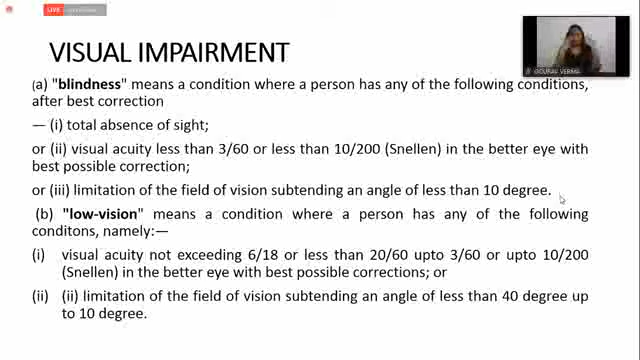 LIVE
VISUAL IMPAIRMENT
GOURAV VERMA
(a) "blindness" means a condition where a person has any of the following conditions,
after best correction
— (i) total absence of sight;
or (ii) visual acuity less than 3/60 or less than 10/200 (Snellen) in the better eye with
best possible correction;
or (iii) limitation of the field of vision subtending an angle of less than 10 degree.
(b) "low-vision" means a condition where a person has any of the following
conditons, namely:—
(i) visual acuity not exceeding 6/18 or less than 20/60 upto 3/60 or upto 10/200
(Snellen) in the better eye with best possible corrections; or
(ii) (ii) limitation of the field of vision subtending an angle of less than 40 degree up
to 10 degree.